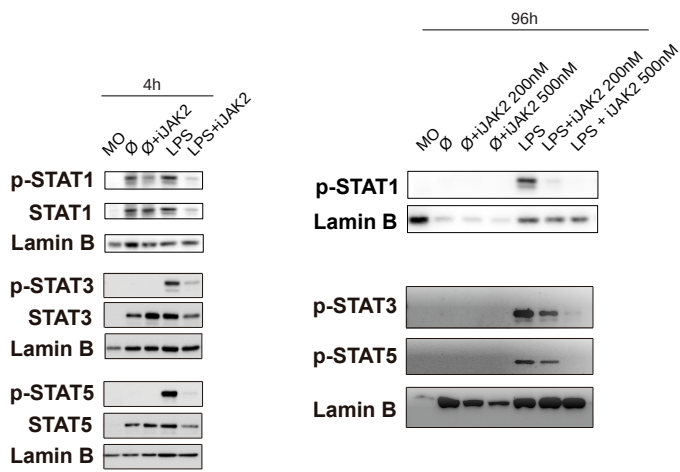 4h
MO
Ø
Ø+iJAK2
LPS
LPS+iJAK2
p-STAT1
STAT1
Lamin B
p-STAT3
STAT3
Lamin B
p-STAT5
STAT5
Lamin B
96h
MO
Ø
Ø+iJAK2 200nM
Ø+iJAK2 500nM
LPS
LPS+iJAK2 200nM
LPS + iJAK2 500nM
p-STAT1
Lamin B
p-STAT3
p-STAT5
Lamin B